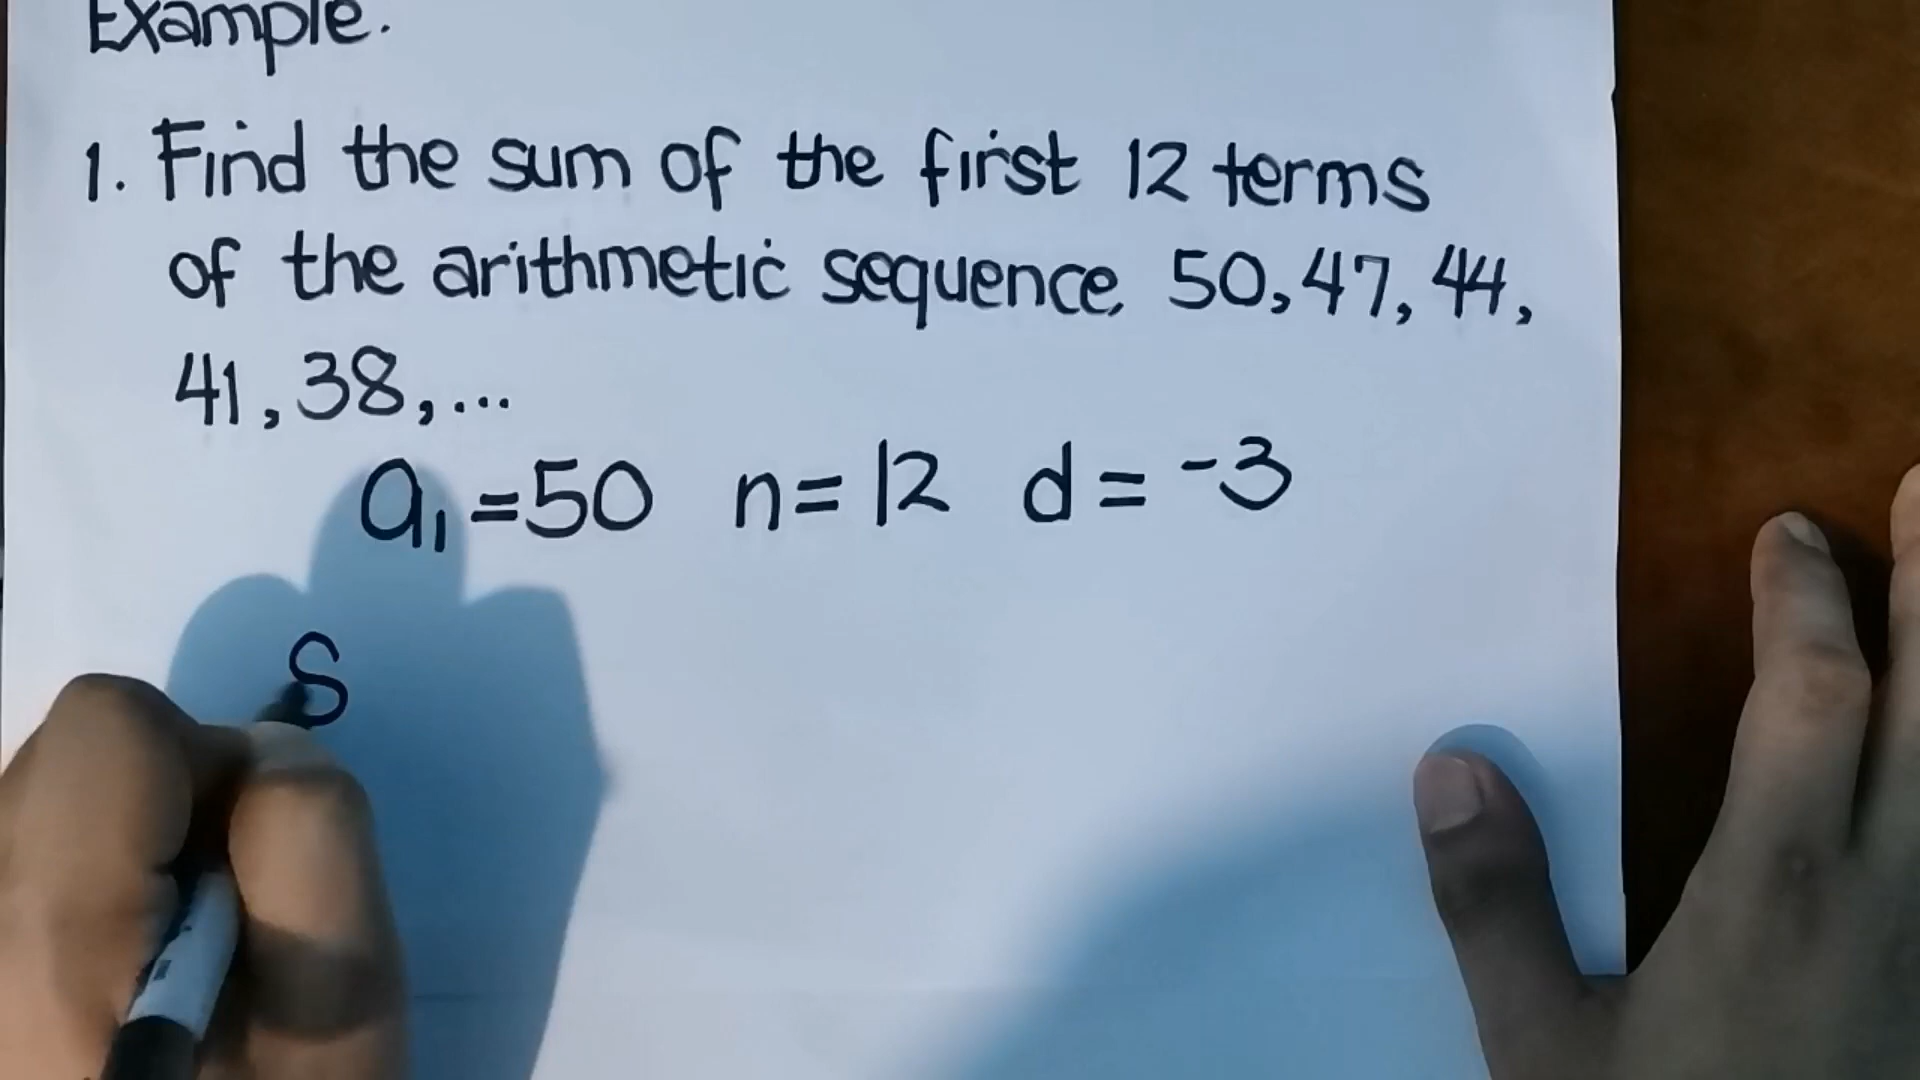 Example.
1. Find the sum of the first 12 terms
of the arithmetic sequence, 50, 47, 44,
41, 38, ...
a₁ = 50 n = 12 d = -3
S